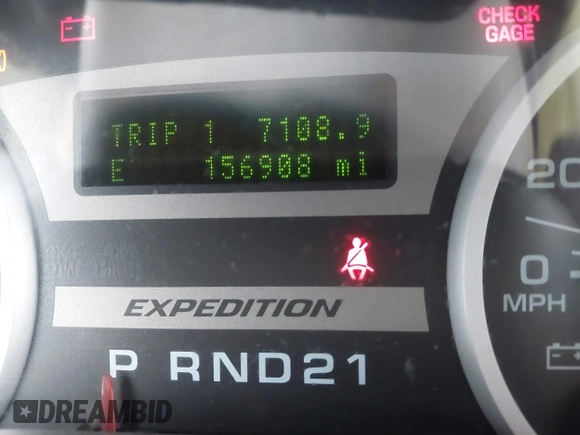 CHECK
GAGE
TRIP 1 7108.9
E 156908 mi
20
0
MPH
EXPEDITION
P RND21
DREAMBID